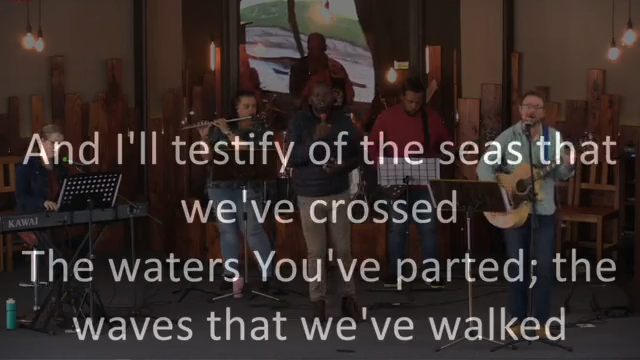 And I'll testify of the seas that
we've crossed
KAWAI
The waters You've parted; the
waves that we've walked